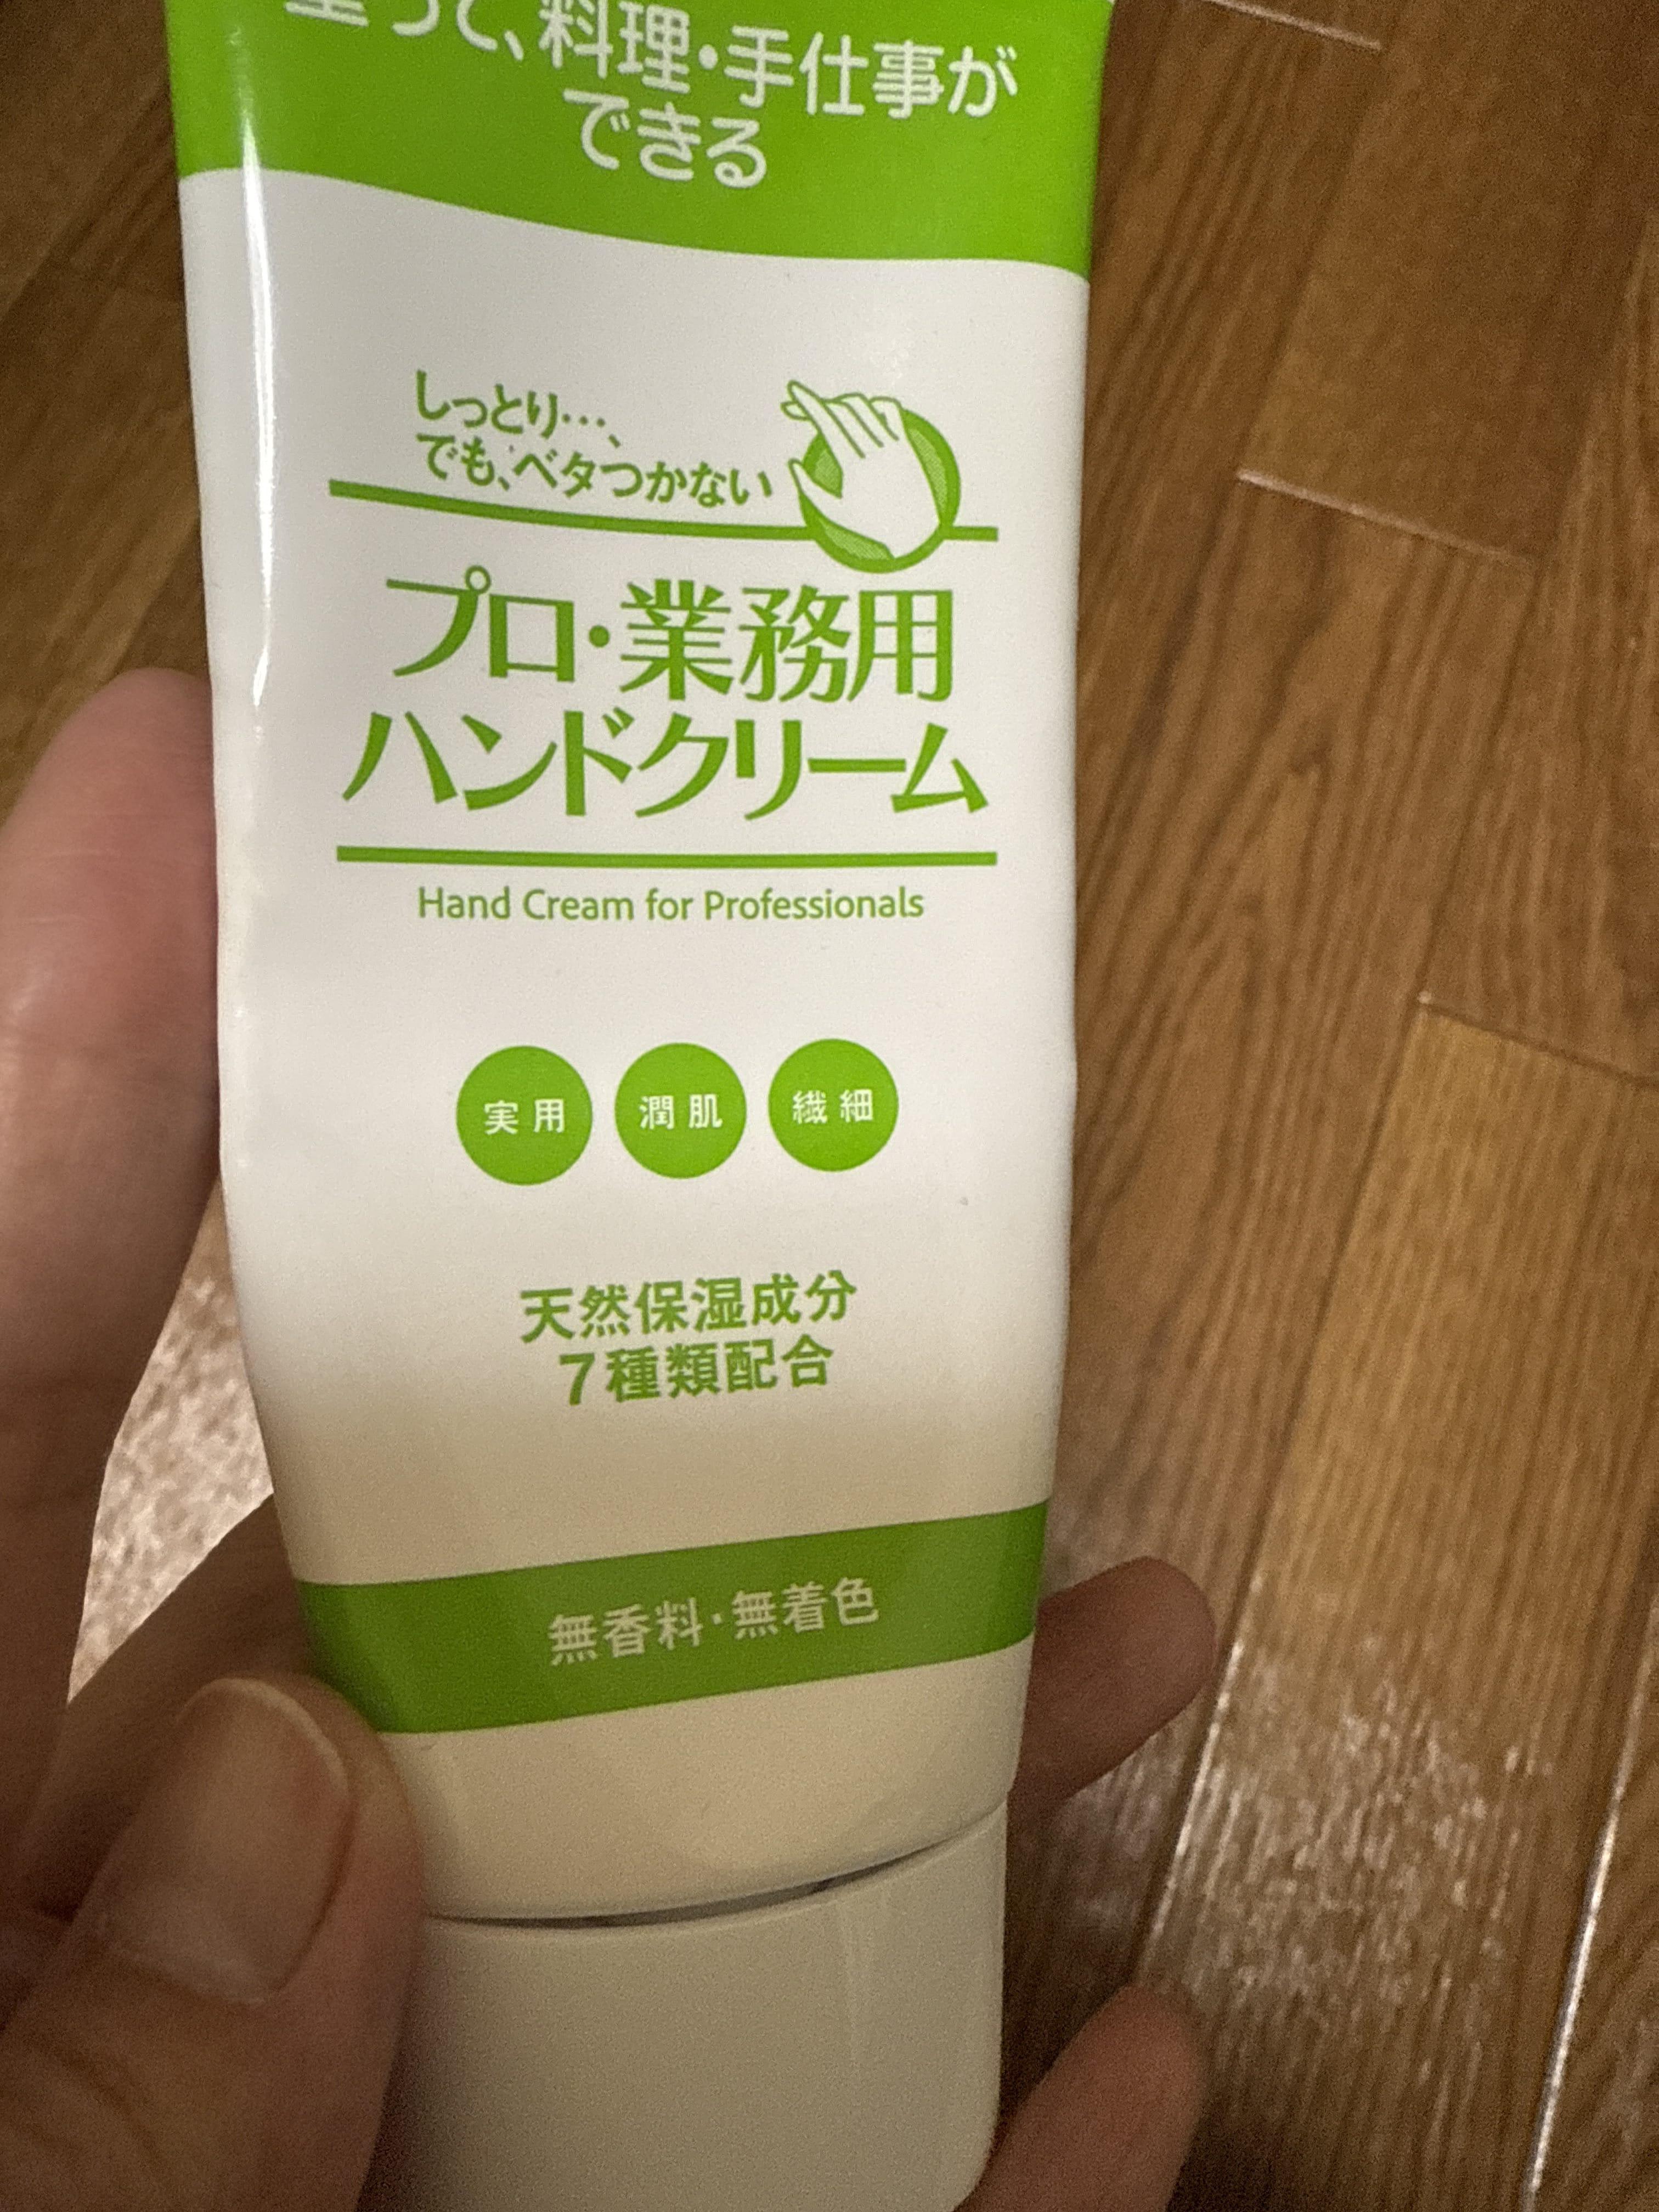 塗って、料理・手仕事が
できる
しっとり…、
でも、ベタつかない
プロ・業務用
ハンドクリーム
Hand Cream for Professionals
実用 潤肌 繊細
天然保湿成分
7種類配合
無香料・無着色